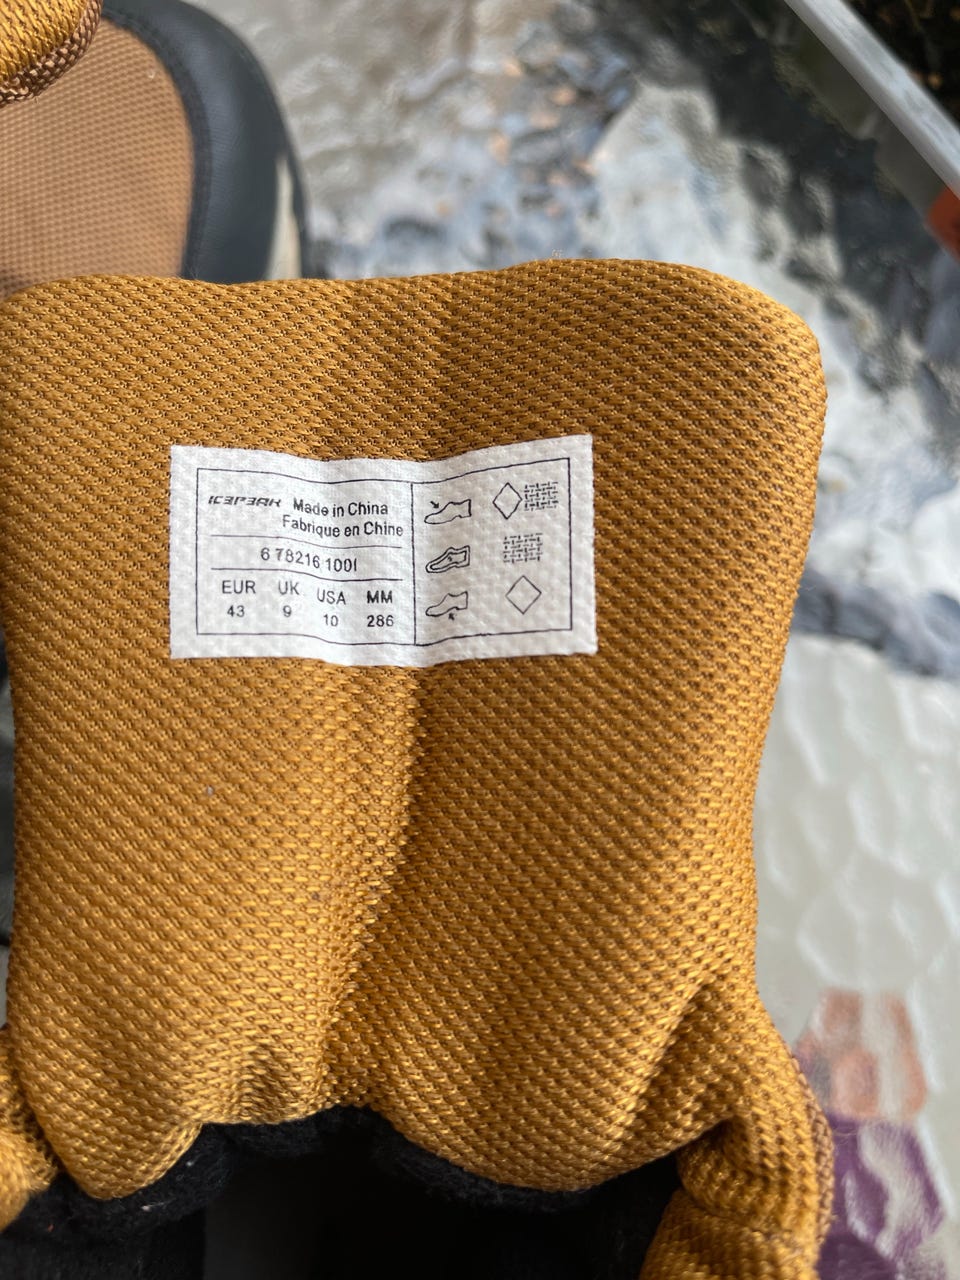 ICEPEAK Made in China
Fabrique en Chine
6 78216 100I
EUR UK USA MM
43 9 10 286